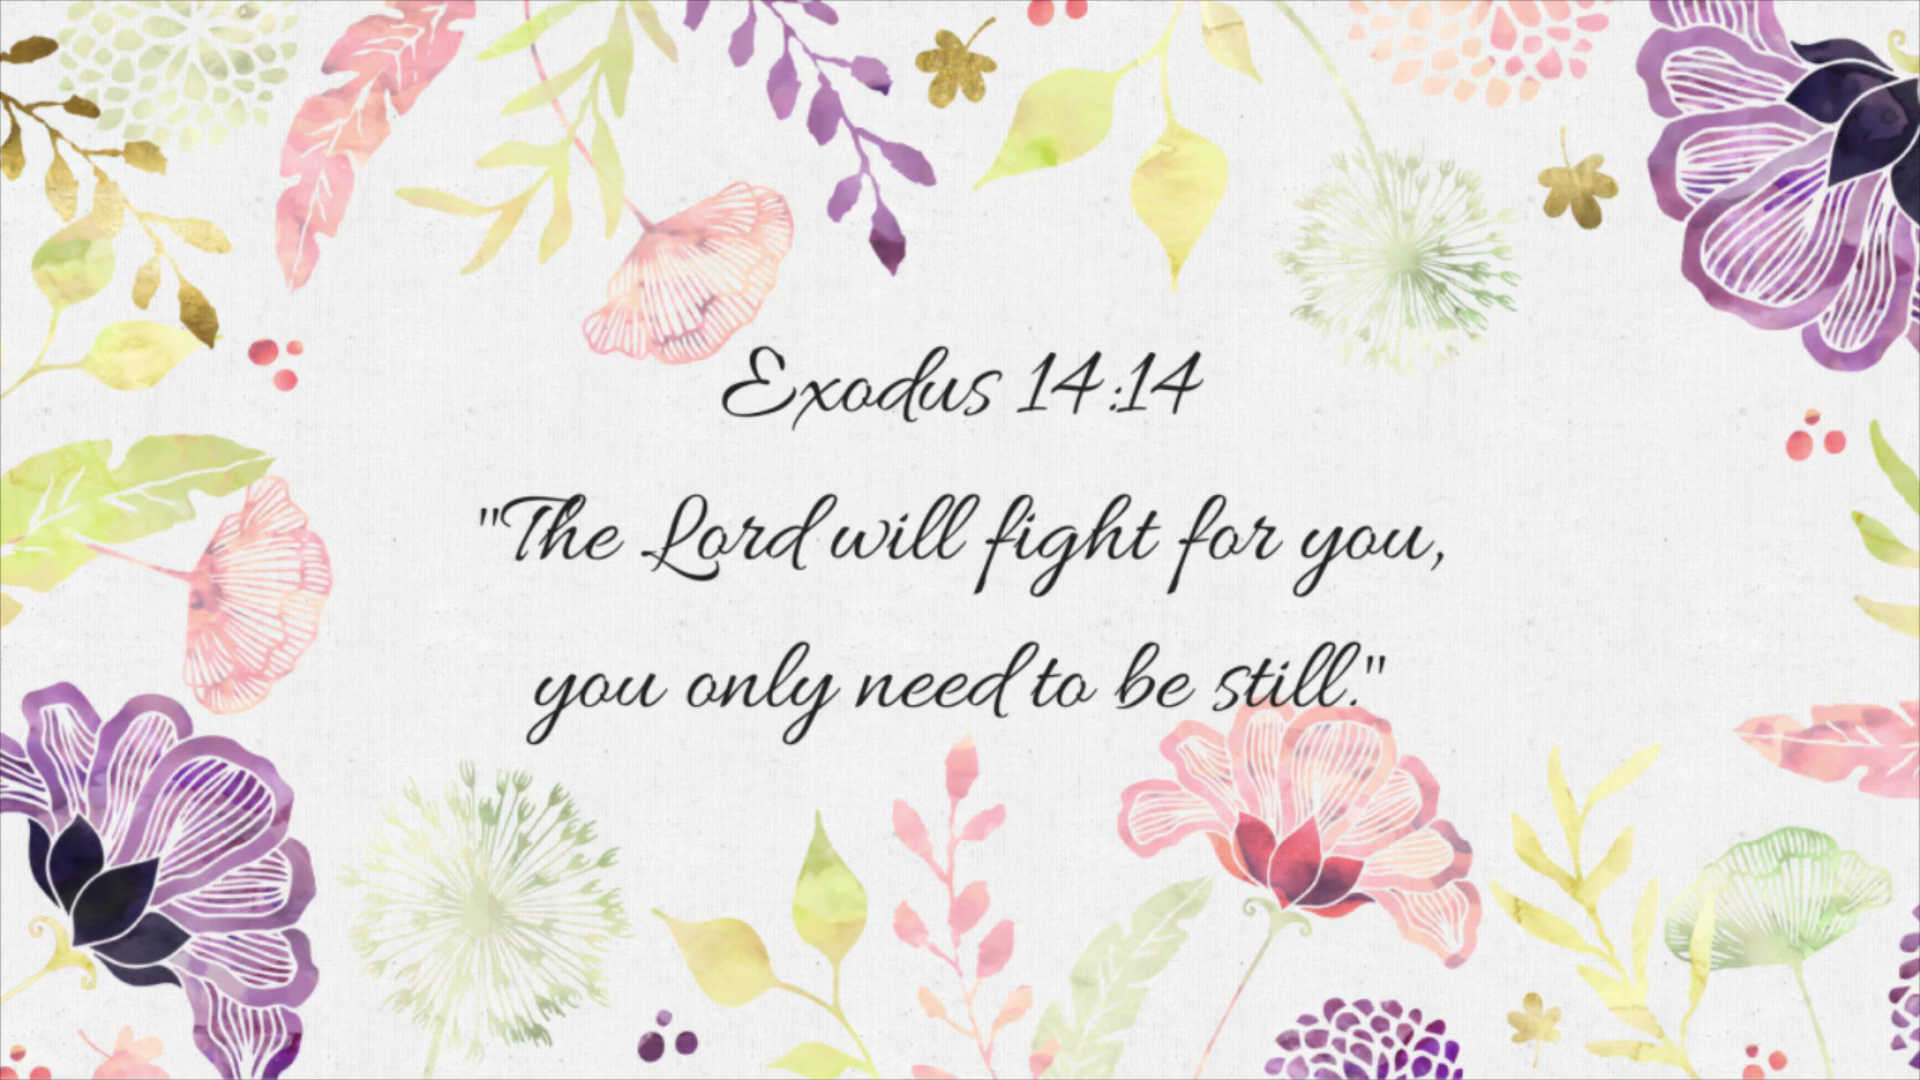 Exodus 14:14
"The Lord will fight for you,
you only need to be still."